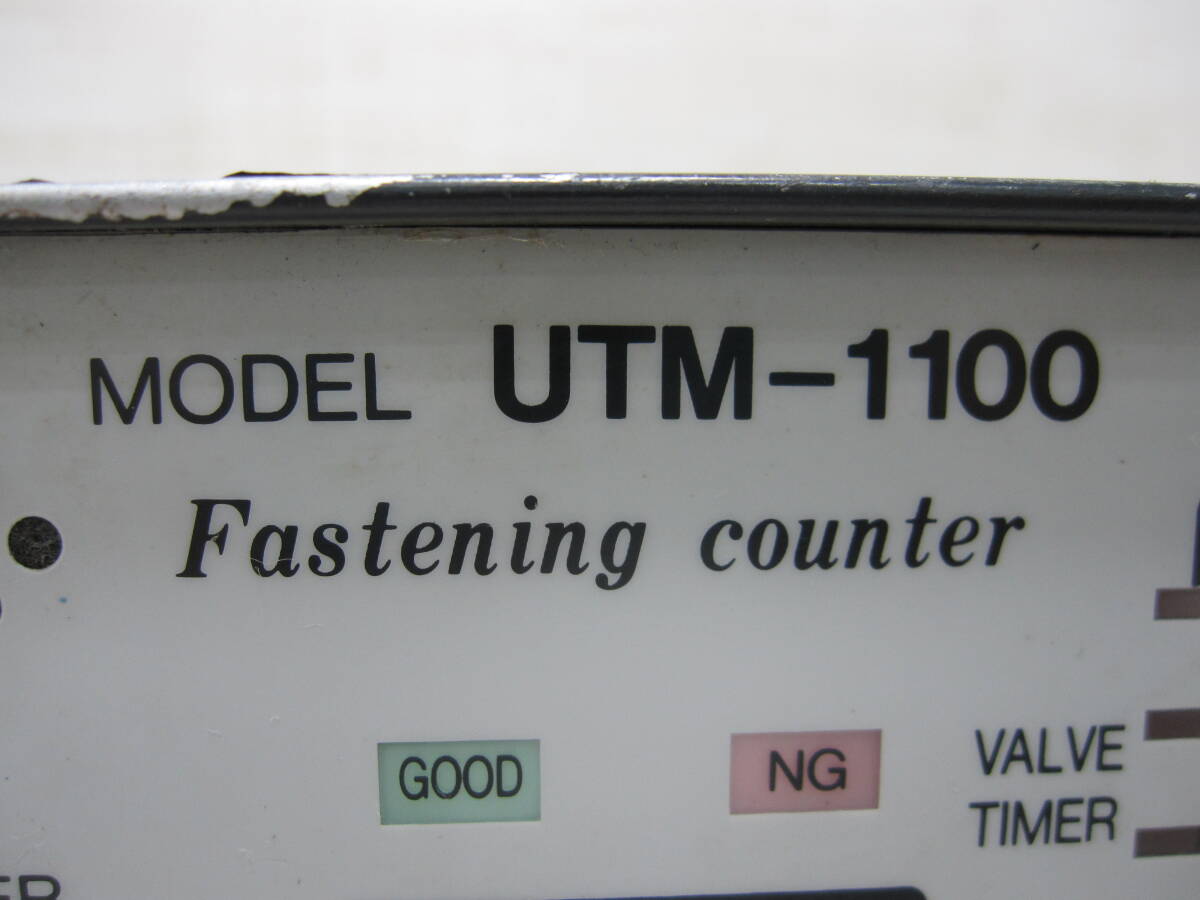 MODEL UTM-1100
Fastening counter
GOOD NG VALVE
TIMER